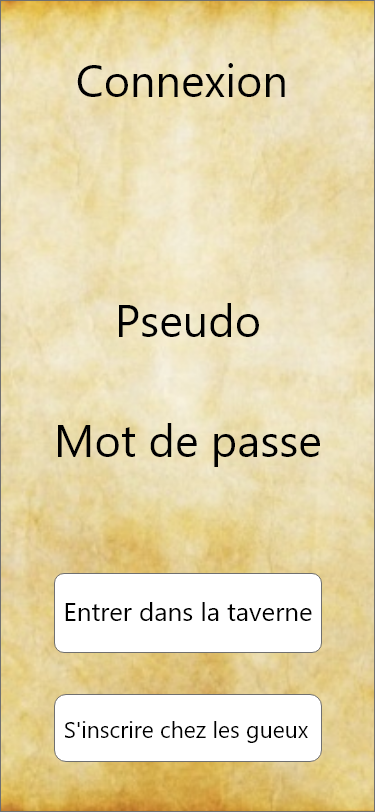 Connexion
Pseudo
Mot de passe
Entrer dans la taverne
S'inscrire chez les gueux